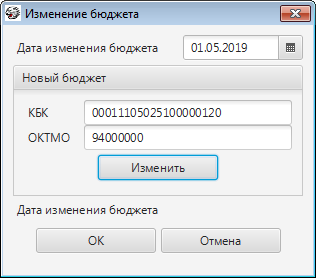 Изменение бюджета
Дата изменения бюджета 01.05.2019
Новый бюджет
КБК 00011105025100000120
ОКТМО 94000000
Изменить
Дата изменения бюджета
ОК Отмена